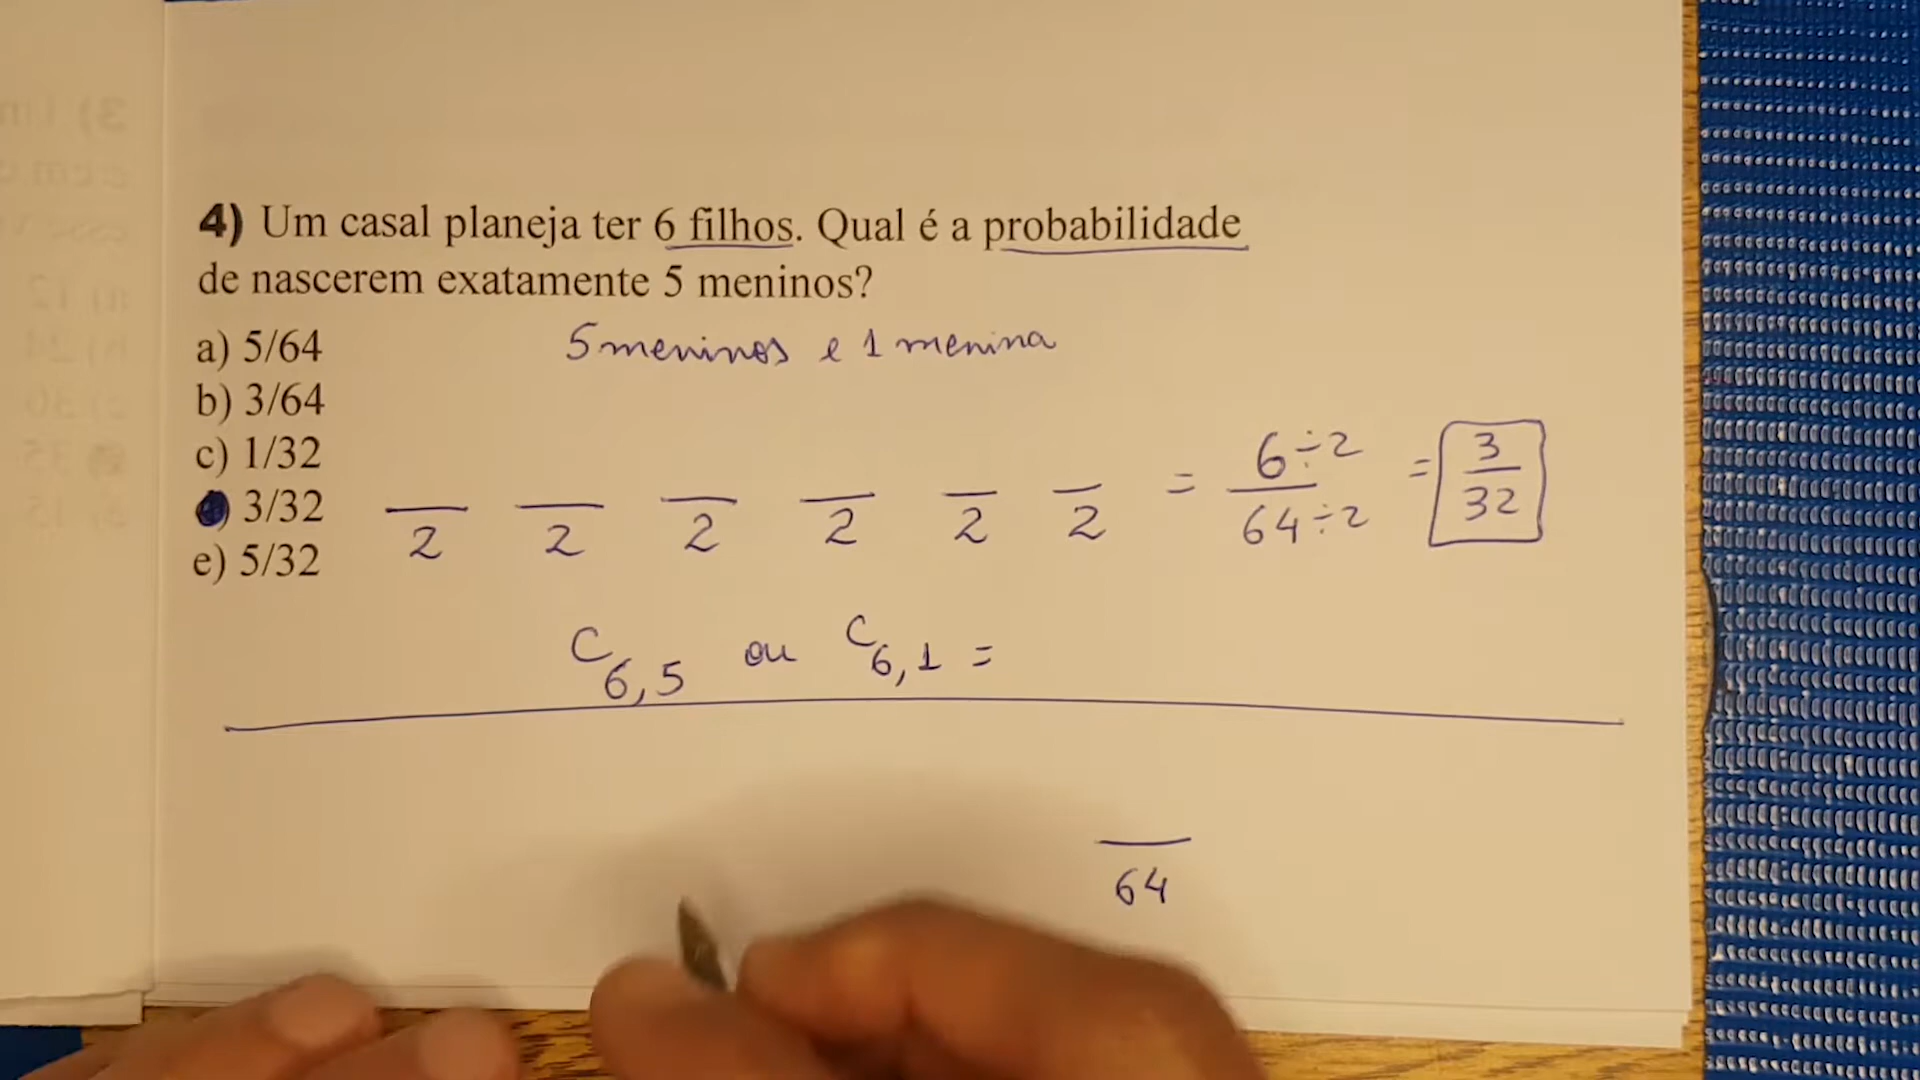 4) Um casal planeja ter 6 filhos. Qual é a probabilidade
de nascerem exatamente 5 meninos?
a) 5/64
5 meninos e 1 menina
b) 3/64
c) 1/32
) 3/32
e) 5/32
— — — — — — = 6÷2 = 3
2 2 2 2 2 2 64÷2 32
C6,5 ou C6,1 =
—
64